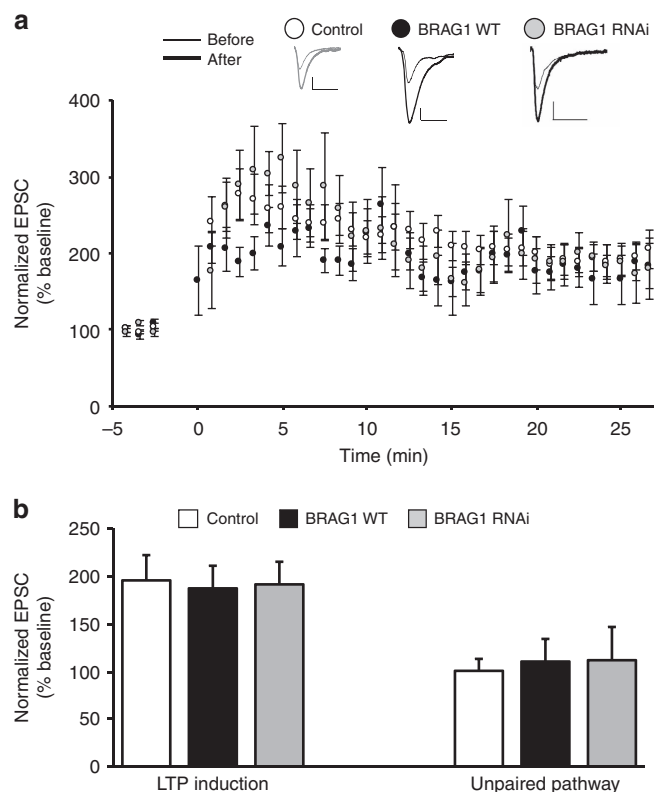 a
Before
After
Control
BRAG1 WT
BRAG1 RNAi
Normalized EPSC
(% baseline)
400
300
200
100
0
−5
0
5
10
15
20
25
Time (min)
b
Control
BRAG1 WT
BRAG1 RNAi
Normalized EPSC
(% baseline)
250
200
150
100
50
0
LTP induction
Unpaired pathway